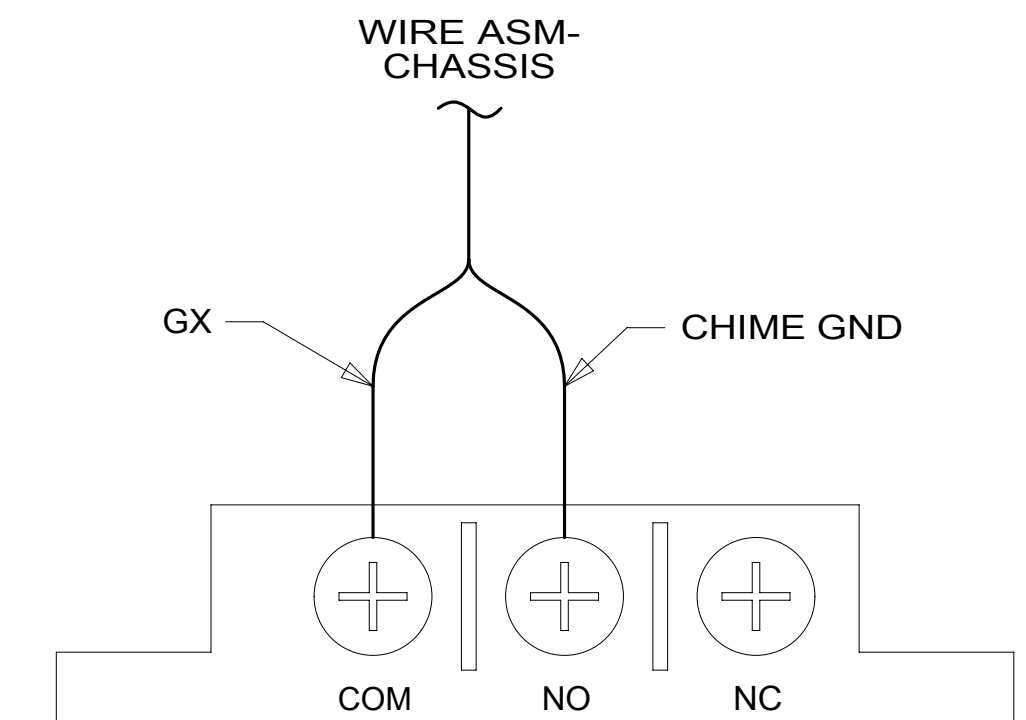 WIRE ASM-
CHASSIS
GX
CHIME GND
COM
NO
NC